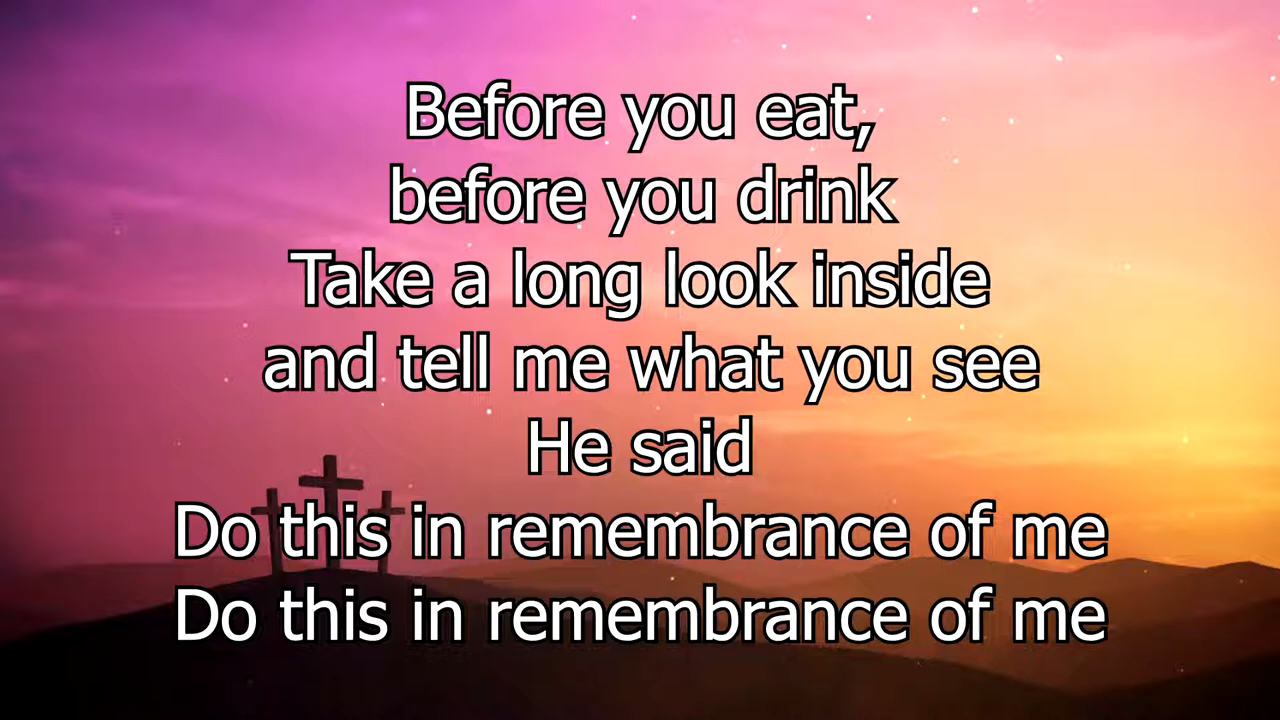 Before you eat,
before you drink
Take a long look inside
and tell me what you see
He said
Do this in remembrance of me
Do this in remembrance of me